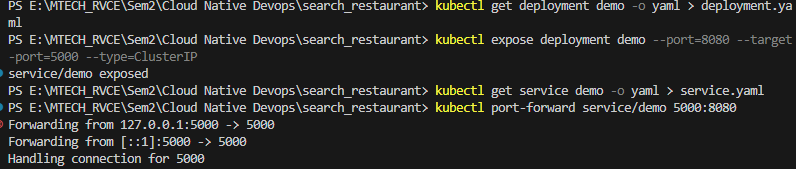 PS E:\MTECH_RVCE\Sem2\Cloud Native Devops\search_restaurant> kubectl get deployment demo -o yaml > deployment.ya
ml
PS E:\MTECH_RVCE\Sem2\Cloud Native Devops\search_restaurant> kubectl expose deployment demo --port=8080 --target
-port=5000 --type=ClusterIP
service/demo exposed
PS E:\MTECH_RVCE\Sem2\Cloud Native Devops\search_restaurant> kubectl get service demo -o yaml > service.yaml
PS E:\MTECH_RVCE\Sem2\Cloud Native Devops\search_restaurant> kubectl port-forward service/demo 5000:8080
Forwarding from 127.0.0.1:5000 -> 5000
Forwarding from [::1]:5000 -> 5000
Handling connection for 5000